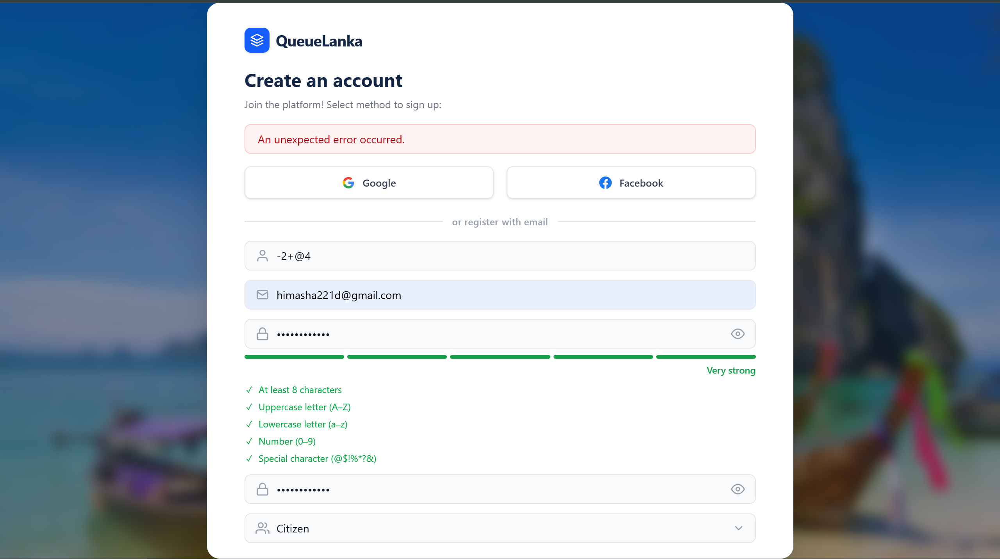 QueueLanka
Create an account
Join the platform! Select method to sign up:
An unexpected error occurred.
Google
Facebook
or register with email
-2+@4
himasha221d@gmail.com
••••••••••••
Very strong
✓ At least 8 characters
✓ Uppercase letter (A–Z)
✓ Lowercase letter (a–z)
✓ Number (0–9)
✓ Special character (@$!%*?&)
••••••••••••
Citizen